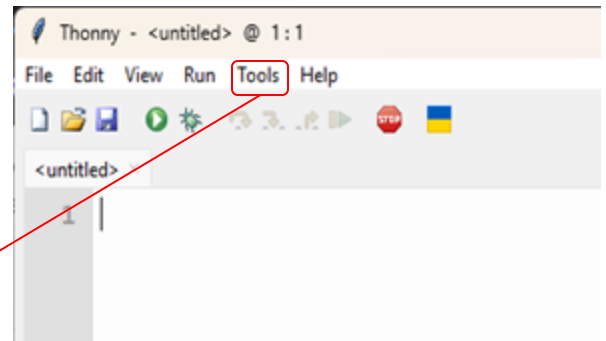 Thonny - <untitled> @ 1:1
File Edit View Run Tools Help
STOP
<untitled> ×
1